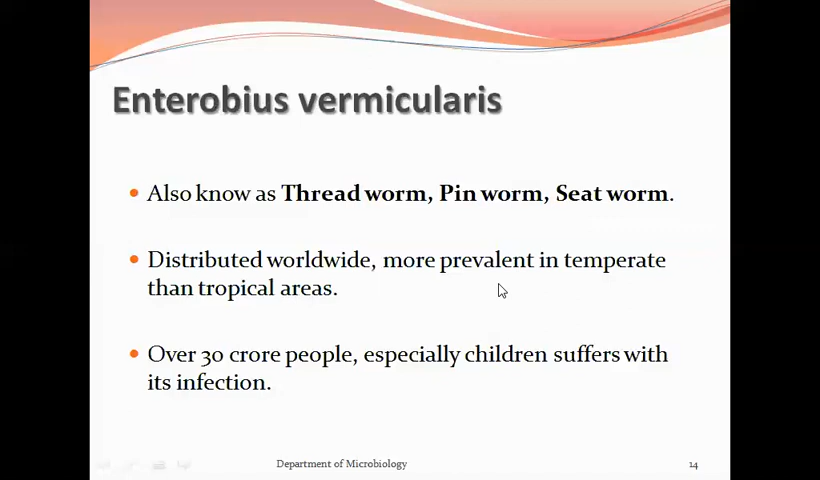 Enterobius vermicularis
Also know as Thread worm, Pin worm, Seat worm.
Distributed worldwide, more prevalent in temperate
than tropical areas.
Over 30 crore people, especially children suffers with
its infection.
Department of Microbiology
14